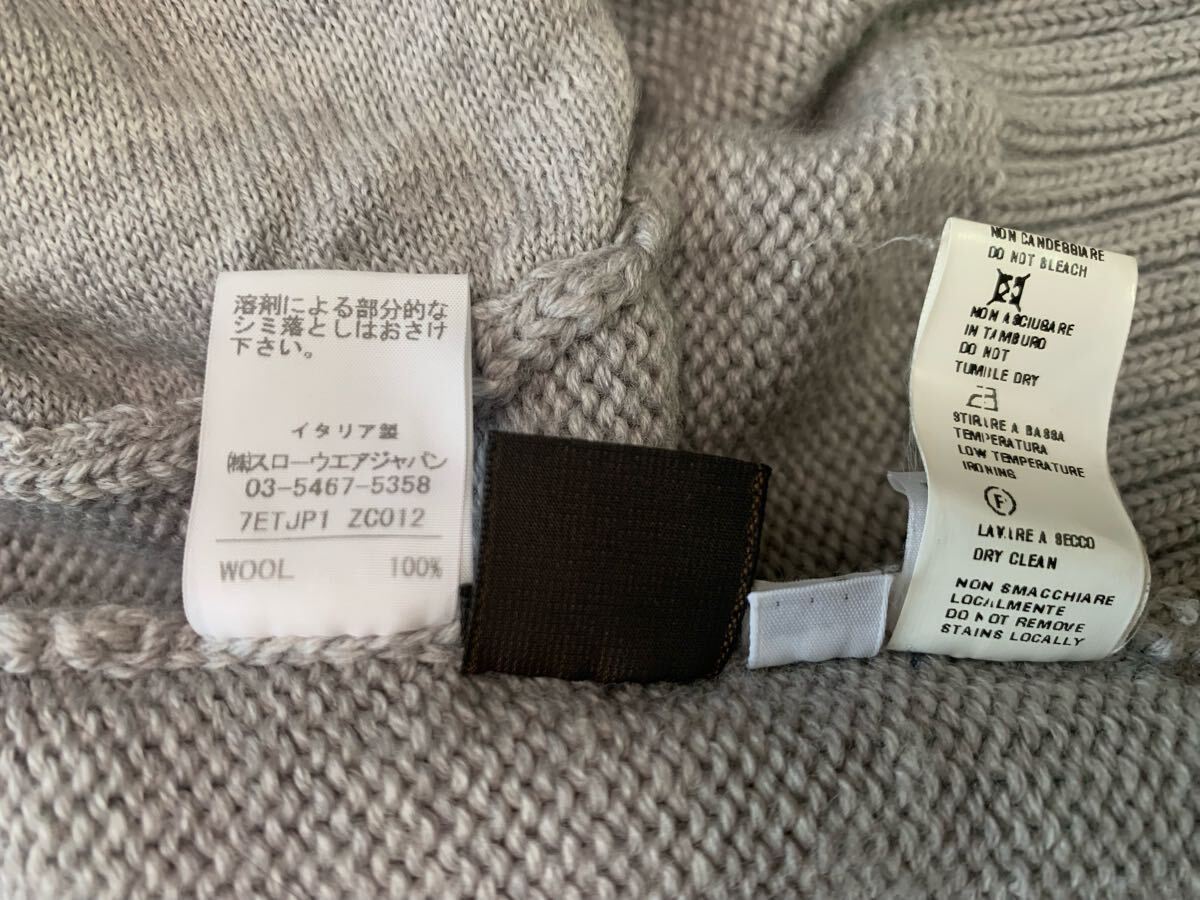 溶剤による部分的な
シミ落としはおさけ
下さい。
イタリア製
㈱スローウエアジャパン
03-5467-5358
7ETJP1 ZC012
WOOL 100%
NON CANDEGGIARE
DO NOT BLEACH
NON ASCIUGARE
IN TAMBURO
DO NOT
TUMBLE DRY
STIRARE A BASSA
TEMPERATURA
LOW TEMPERATURE
IRONING
F
LAVARE A SECCO
DRY CLEAN
NON SMACCHIARE
LOCALMENTE
DO NOT REMOVE
STAINS LOCALLY